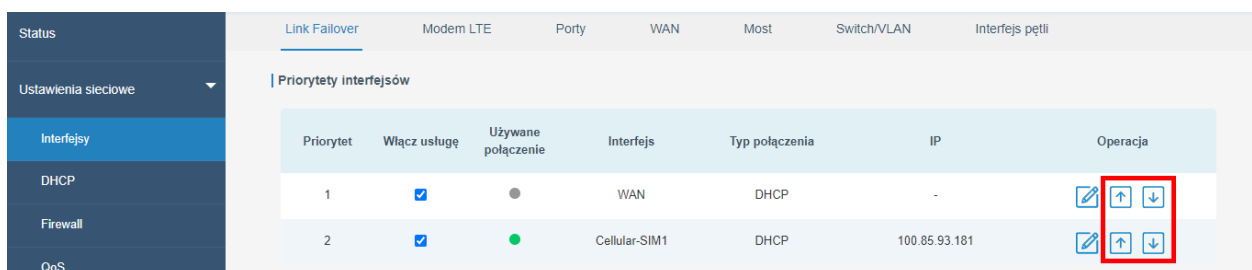 Status
Ustawienia sieciowe
Interfejsy
DHCP
Firewall
QoS
Link Failover Modem LTE Porty WAN Most Switch/VLAN Interfejs pętli
Priorytety interfejsów
Priorytet Włącz usługę Używane połączenie Interfejs Typ połączenia IP Operacja
1 WAN DHCP -
2 Cellular-SIM1 DHCP 100.85.93.181